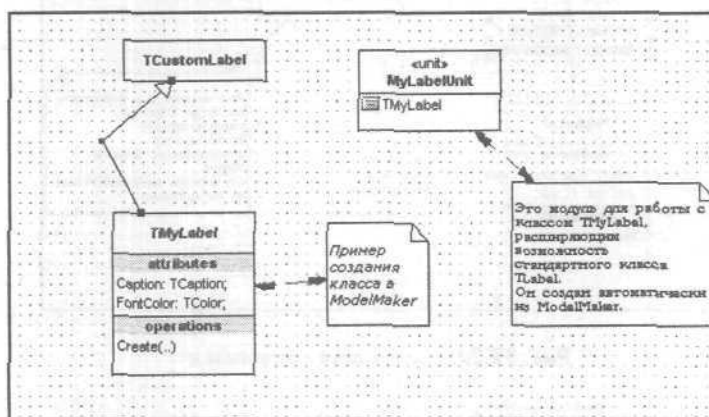 TCustomLabel
«unit»
MyLabelUnit
TMyLabel
TMyLabel
attributes
Caption: TCaption;
FontColor: TColor;
operations
Create(..)
Пример
создания
класса в
ModelMaker
Это модуль для работы с
классом TMyLabel,
расширяющим
возможность
стандартного класса
TLabel.
Он создан автоматически
из ModelMaker.